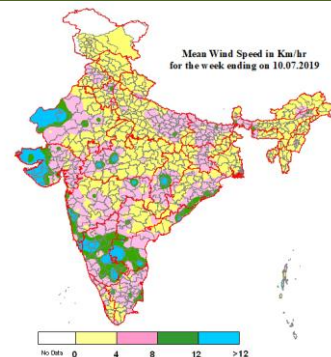 Mean Wind Speed in Km/hr
for the week ending on 10.07.2019
No Data 0 4 8 12 >12